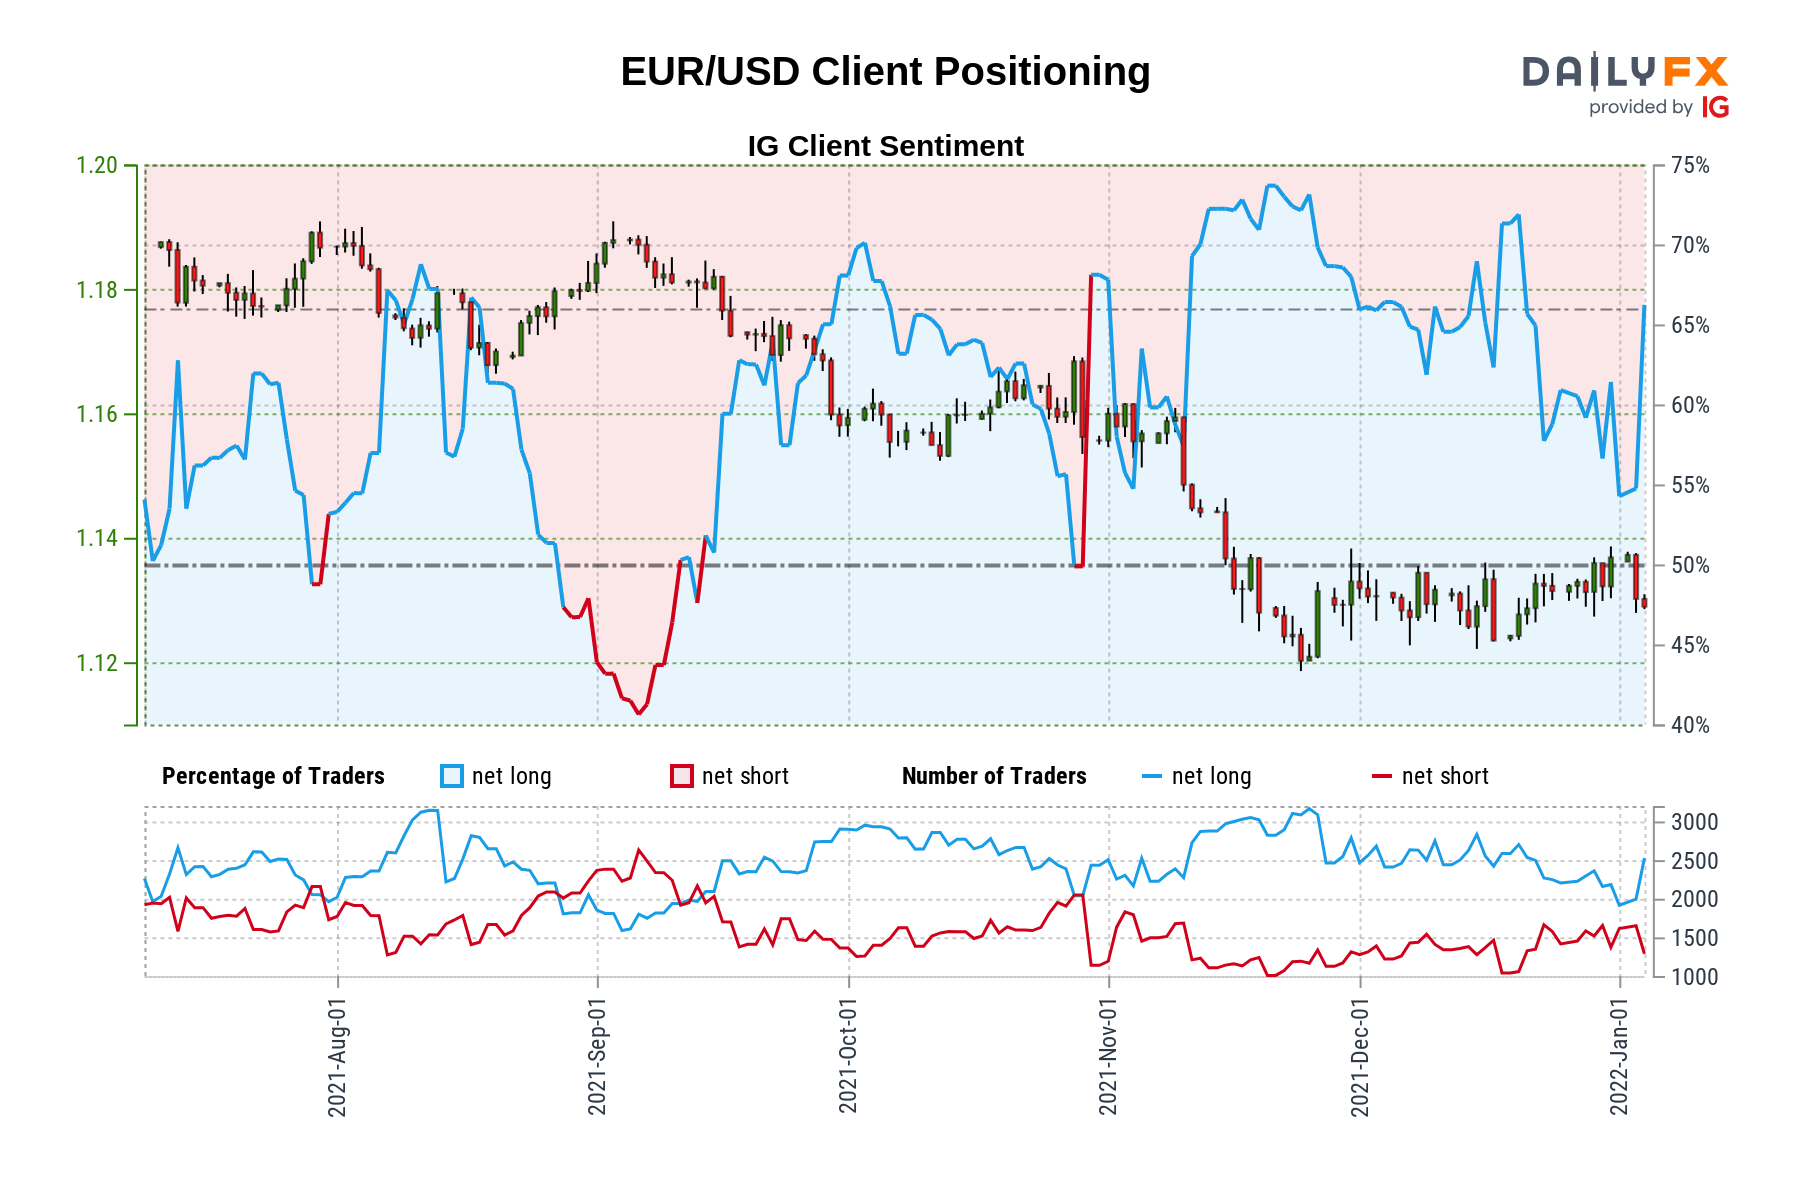 EUR/USD Client Positioning
DAILYFX
provided by IG
IG Client Sentiment
1.20
1.18
1.16
1.14
1.12
75%
70%
65%
60%
55%
50%
45%
40%
Percentage of Traders net long net short Number of Traders net long net short
3000
2500
2000
1500
1000
2021-Aug-01
2021-Sep-01
2021-Oct-01
2021-Nov-01
2021-Dec-01
2022-Jan-01